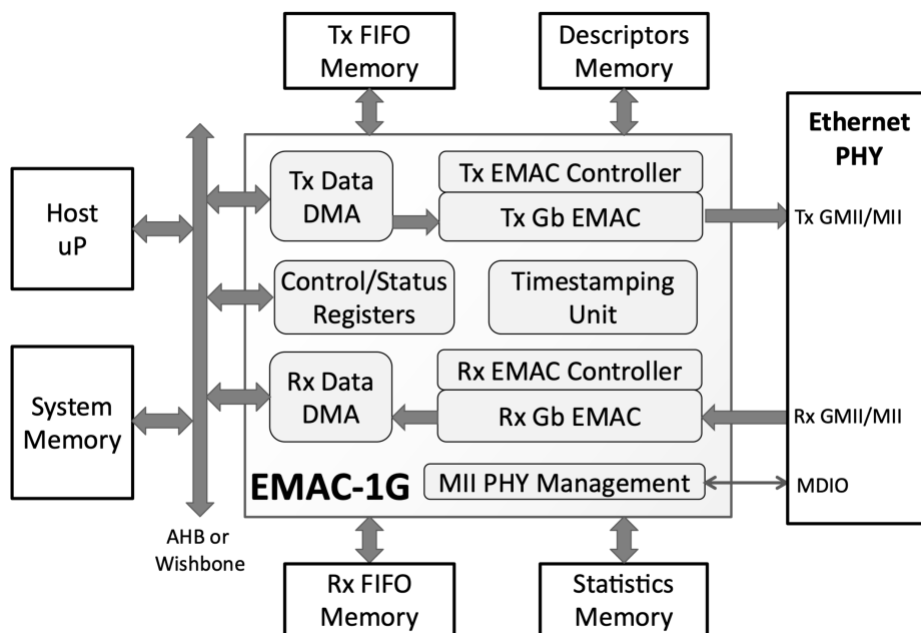 Tx FIFO
Memory
Descriptors
Memory
Ethernet
PHY
Host
uP
Tx Data
DMA
Tx EMAC Controller
Tx Gb EMAC
Tx GMII/MII
Control/Status
Registers
Timestamping
Unit
System
Memory
Rx Data
DMA
Rx EMAC Controller
Rx Gb EMAC
Rx GMII/MII
EMAC-1G
MII PHY Management
MDIO
AHB or
Wishbone
Rx FIFO
Memory
Statistics
Memory